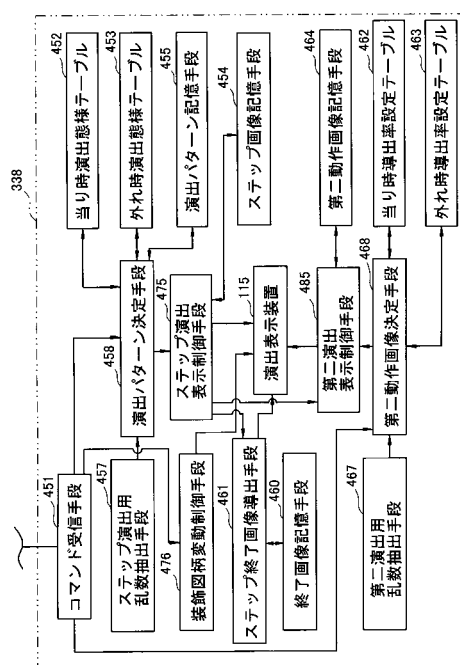 338
452
当り時演出態様テーブル
453
外れ時演出態様テーブル
455
演出パターン記憶手段
454
ステップ画像記憶手段
464
第二動作画像記憶手段
462
当り時導出率設定テーブル
463
外れ時導出率設定テーブル
458
演出パターン決定手段
475
ステップ演出
表示制御手段
115
演出表示装置
485
第二演出
表示制御手段
468
第二動作画像決定手段
451
コマンド受信手段
457
ステップ演出用
乱数抽出手段
476
装飾図柄変動制御手段
461
ステップ終了画像導出手段
460
終了画像記憶手段
467
第二演出用
乱数抽出手段